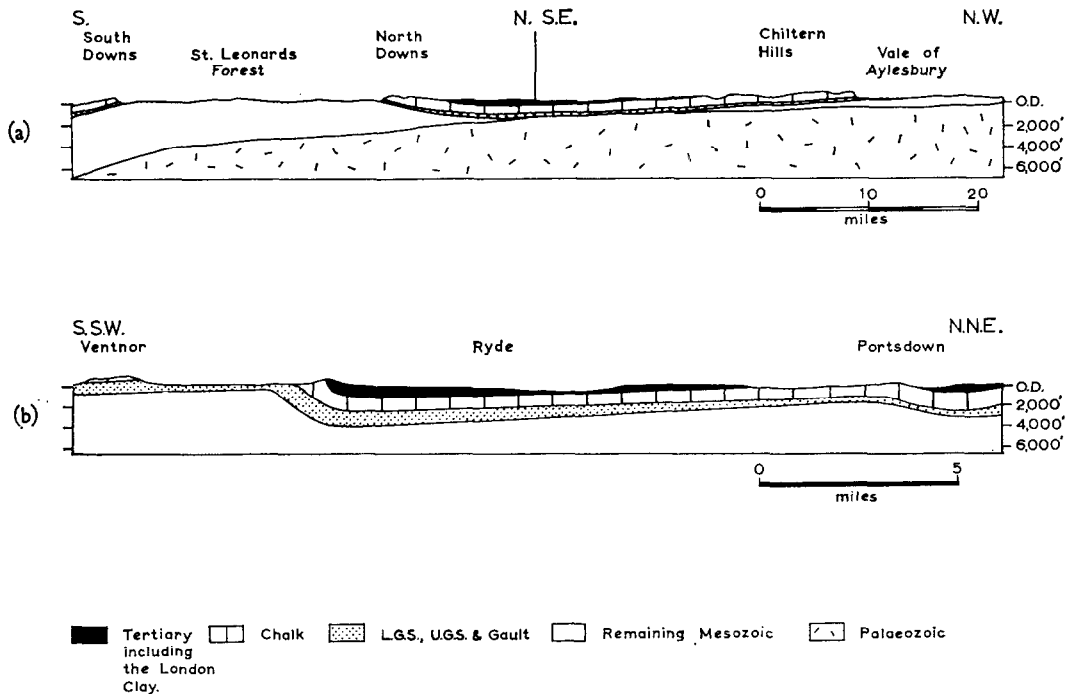 S.
N. S.E.
N.W.
South
Downs
St. Leonards
Forest
North
Downs
Chiltern
Hills
Vale of
Aylesbury
(a)
O.D.
2,000'
4,000'
6,000'
0 10 20
miles
S.S.W.
N.N.E.
Ventnor
Ryde
Portsdown
(b)
O.D.
2,000'
4,000'
6,000'
0 5
miles
Tertiary
including
the London
Clay.
Chalk
L.G.S., U.G.S. & Gault
Remaining Mesozoic
Palaeozoic